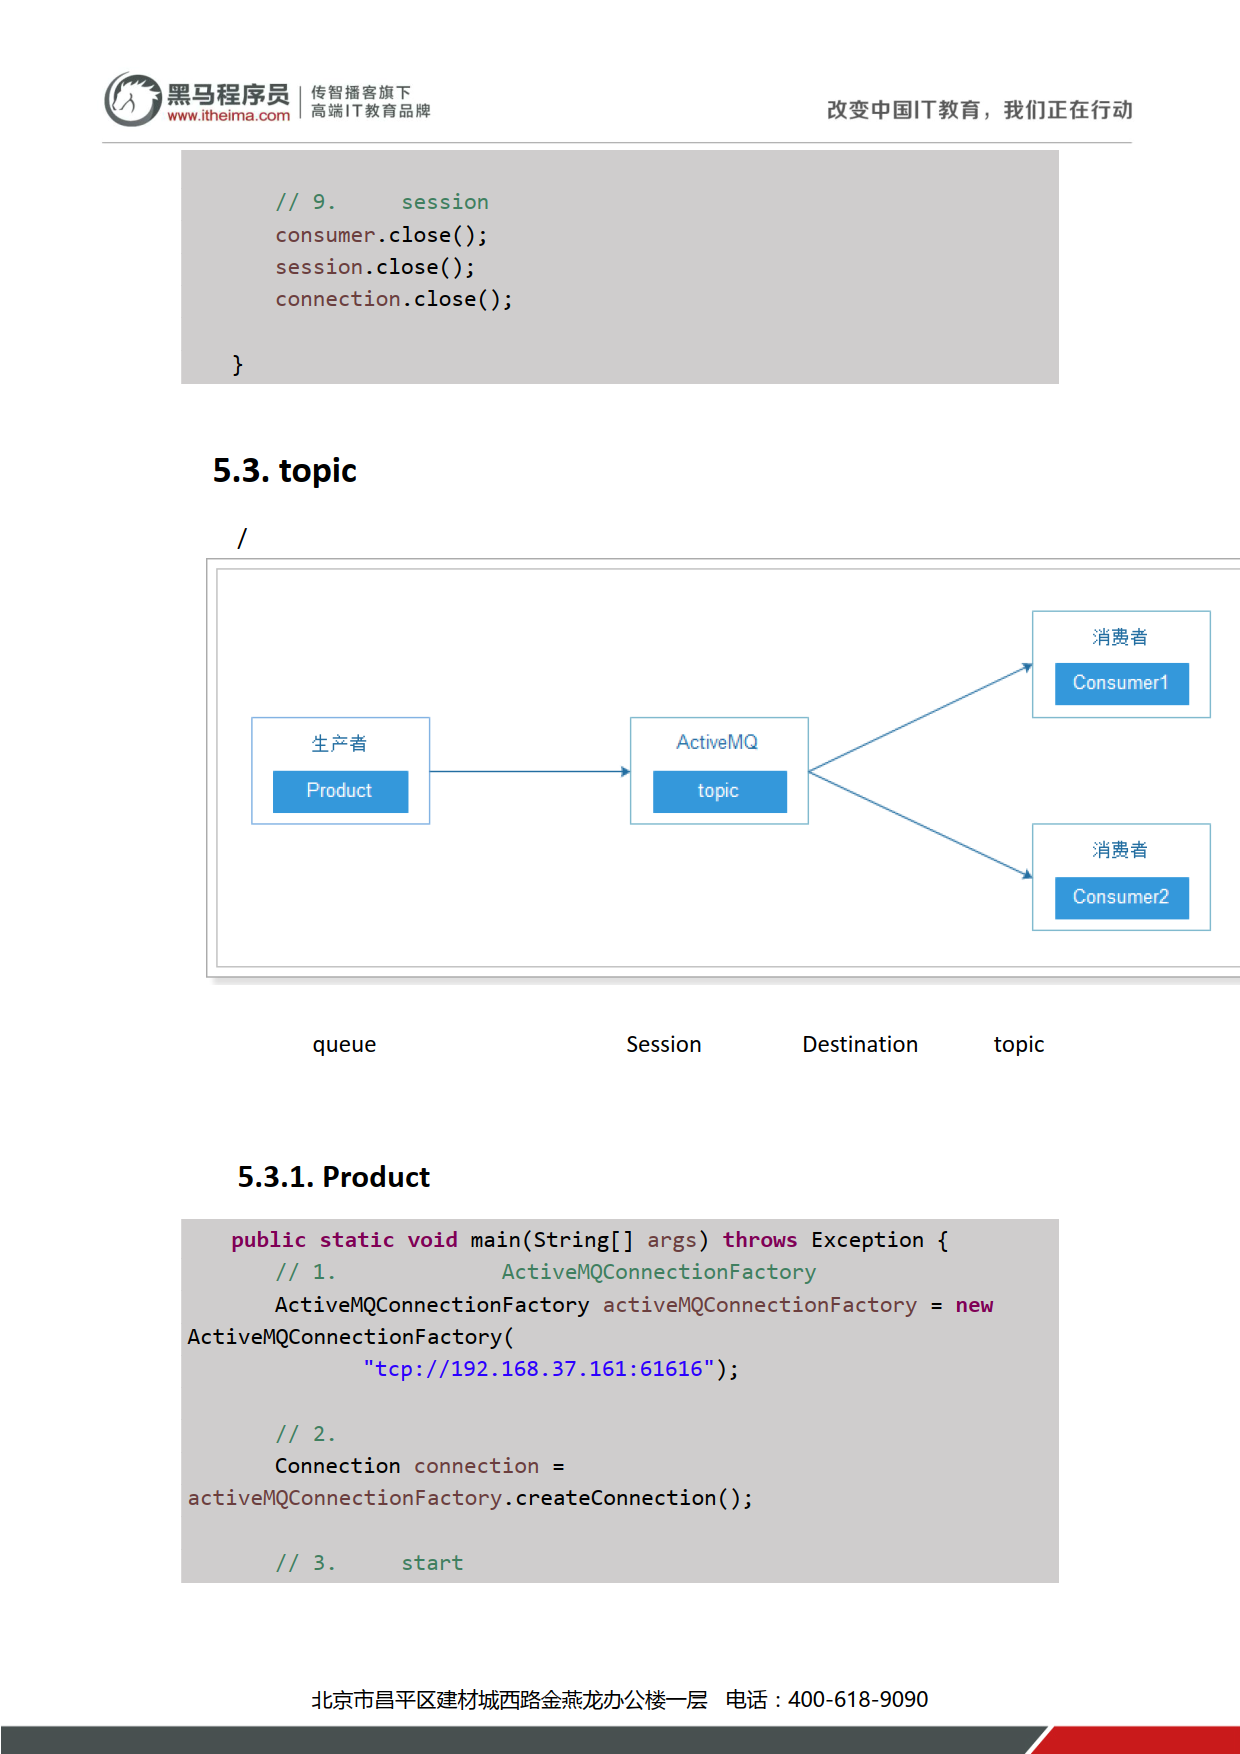 黑马程序员
www.itheima.com
传智播客旗下
高端IT教育品牌
改变中国IT教育，我们正在行动
// 9. session
consumer.close();
session.close();
connection.close();
}
5.3. topic
/
消费者
Consumer1
生产者
Product
ActiveMQ
topic
消费者
Consumer2
queue Session Destination topic
5.3.1. Product
public static void main(String[] args) throws Exception {
// 1. ActiveMQConnectionFactory
ActiveMQConnectionFactory activeMQConnectionFactory = new
ActiveMQConnectionFactory(
"tcp://192.168.37.161:61616");
// 2.
Connection connection =
activeMQConnectionFactory.createConnection();
// 3. start
北京市昌平区建材城西路金燕龙办公楼一层 电话：400-618-9090